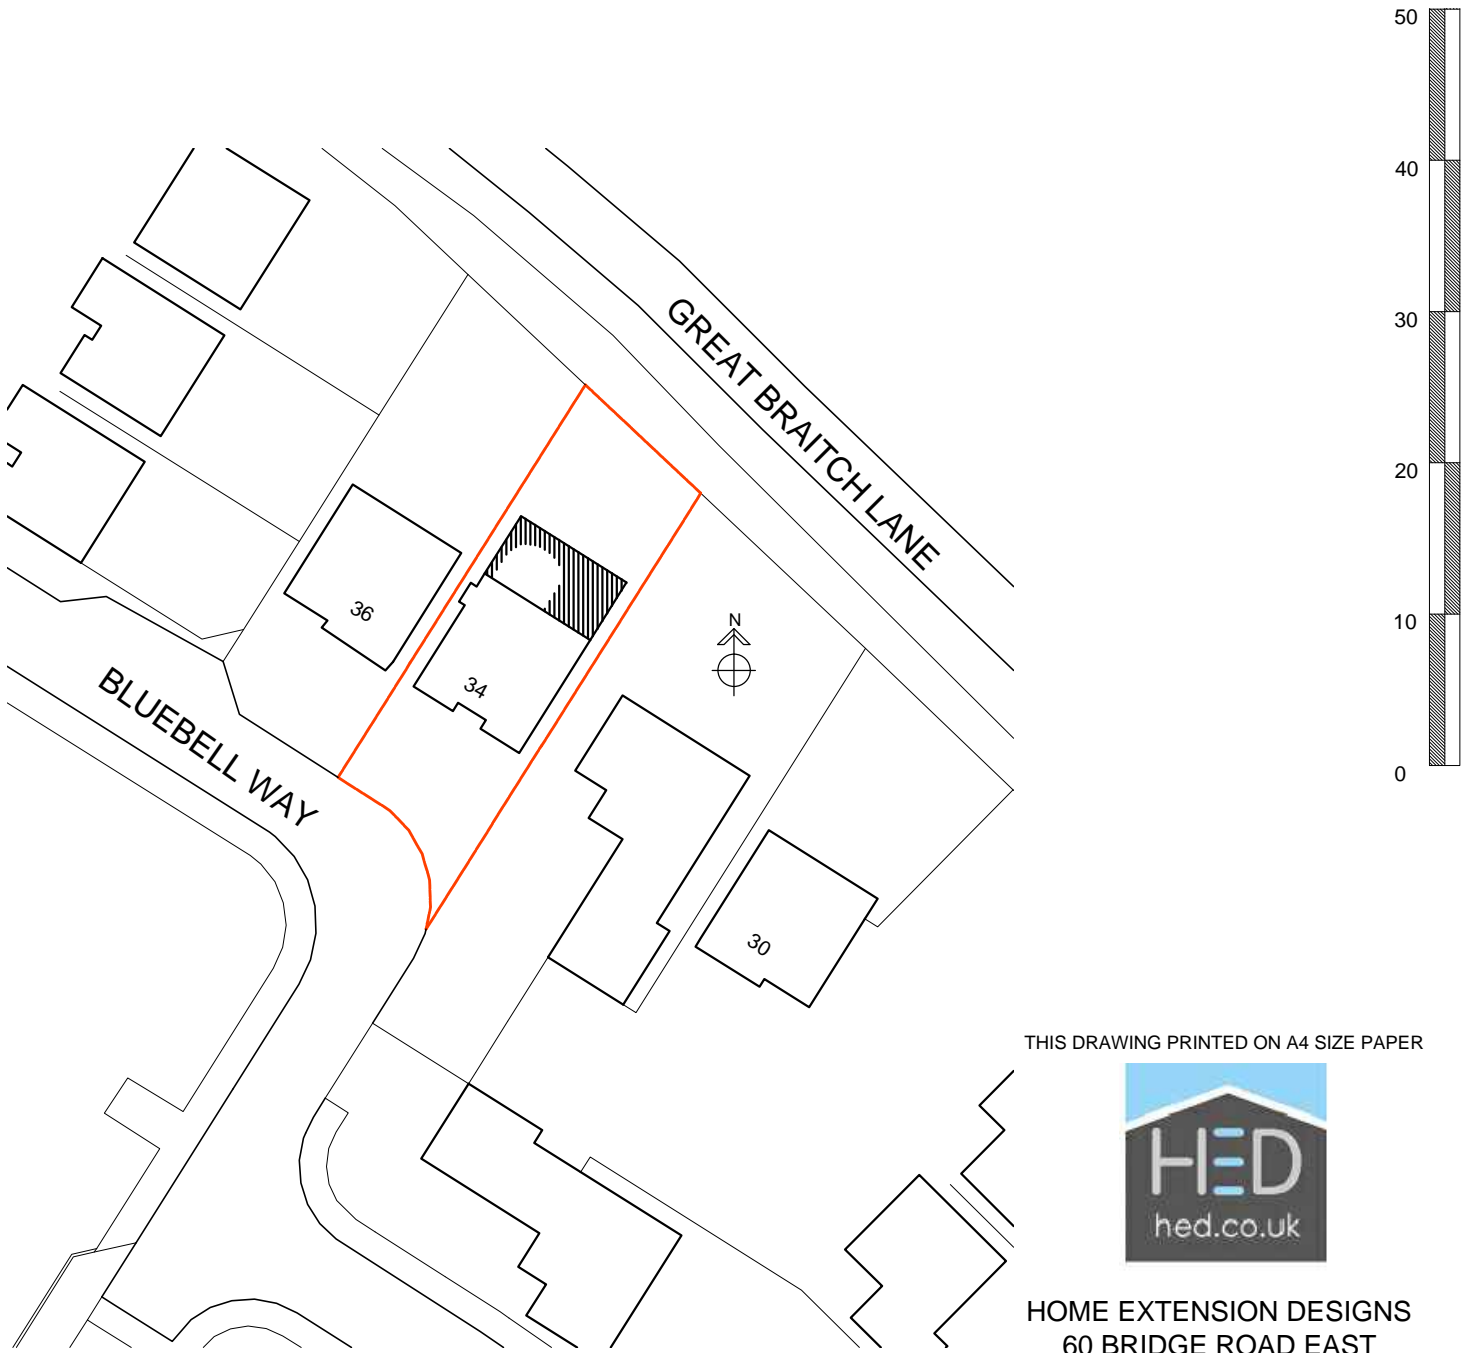 50
40
30
20
10
0
GREAT BRAITCH LANE
36
34
N
BLUEBELL WAY
30
THIS DRAWING PRINTED ON A4 SIZE PAPER
HED
hed.co.uk
HOME EXTENSION DESIGNS
60 BRIDGE ROAD EAST